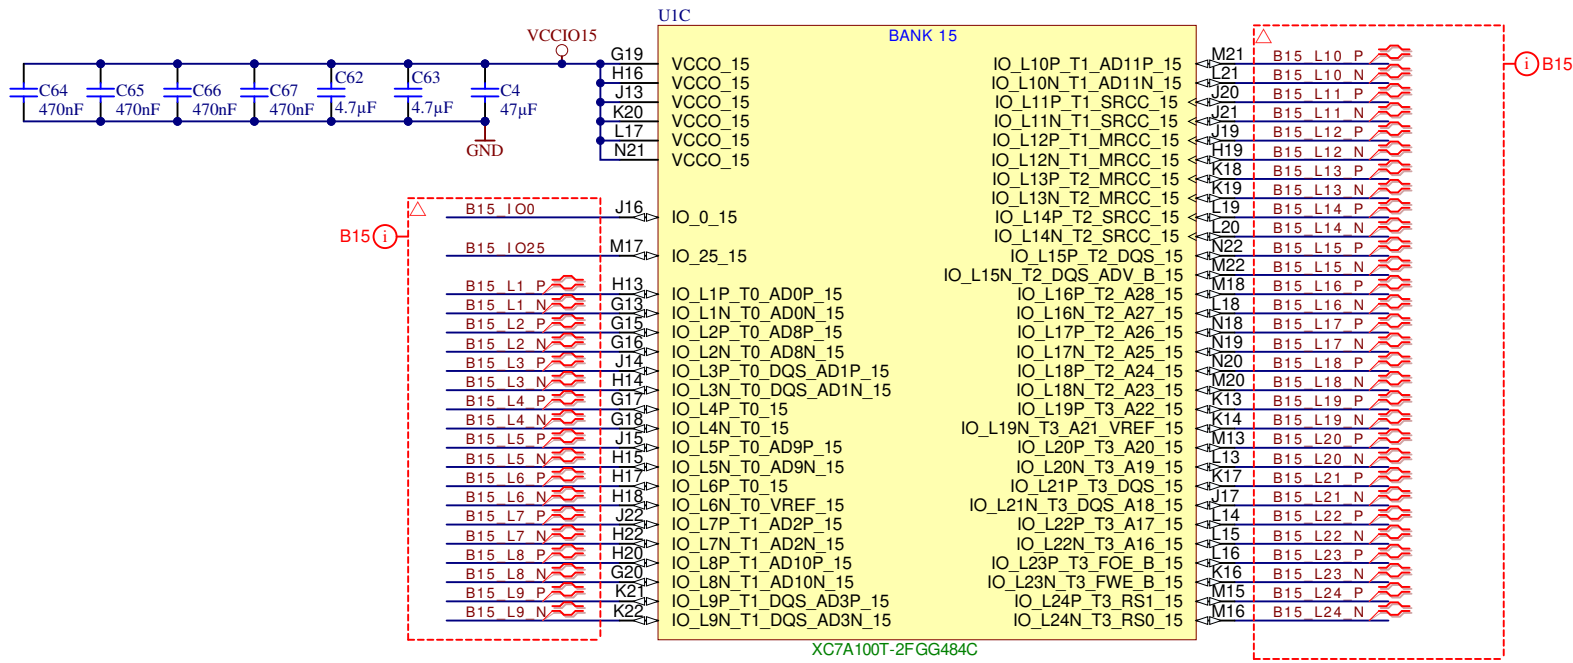 U1C
BANK 15
VCCIO15
C64 470nF
C65 470nF
C66 470nF
C67 470nF
C62 4.7µF
C63 4.7µF
C4 47µF
GND
G19 VCCO_15
H16 VCCO_15
J13 VCCO_15
K20 VCCO_15
L17 VCCO_15
N21 VCCO_15
B15 i
B15_IO0 J16 IO_0_15
B15_IO25 M17 IO_25_15
B15_L1_P H13 IO_L1P_T0_AD0P_15
B15_L1_N G13 IO_L1N_T0_AD0N_15
B15_L2_P G15 IO_L2P_T0_AD8P_15
B15_L2_N G16 IO_L2N_T0_AD8N_15
B15_L3_P J14 IO_L3P_T0_DQS_AD1P_15
B15_L3_N H14 IO_L3N_T0_DQS_AD1N_15
B15_L4_P G17 IO_L4P_T0_15
B15_L4_N G18 IO_L4N_T0_15
B15_L5_P J15 IO_L5P_T0_AD9P_15
B15_L5_N H15 IO_L5N_T0_AD9N_15
B15_L6_P H17 IO_L6P_T0_15
B15_L6_N H18 IO_L6N_T0_VREF_15
B15_L7_P J22 IO_L7P_T1_AD2P_15
B15_L7_N H22 IO_L7N_T1_AD2N_15
B15_L8_P H20 IO_L8P_T1_AD10P_15
B15_L8_N G20 IO_L8N_T1_AD10N_15
B15_L9_P K21 IO_L9P_T1_DQS_AD3P_15
B15_L9_N K22 IO_L9N_T1_DQS_AD3N_15
IO_L10P_T1_AD11P_15 M21 B15_L10_P
IO_L10N_T1_AD11N_15 L21 B15_L10_N
IO_L11P_T1_SRCC_15 J20 B15_L11_P
IO_L11N_T1_SRCC_15 J21 B15_L11_N
IO_L12P_T1_MRCC_15 J19 B15_L12_P
IO_L12N_T1_MRCC_15 H19 B15_L12_N
IO_L13P_T2_MRCC_15 K18 B15_L13_P
IO_L13N_T2_MRCC_15 K19 B15_L13_N
IO_L14P_T2_SRCC_15 L19 B15_L14_P
IO_L14N_T2_SRCC_15 L20 B15_L14_N
IO_L15P_T2_DQS_15 N22 B15_L15_P
IO_L15N_T2_DQS_ADV_B_15 M22 B15_L15_N
IO_L16P_T2_A28_15 M18 B15_L16_P
IO_L16N_T2_A27_15 L18 B15_L16_N
IO_L17P_T2_A26_15 N18 B15_L17_P
IO_L17N_T2_A25_15 N19 B15_L17_N
IO_L18P_T2_A24_15 N20 B15_L18_P
IO_L18N_T2_A23_15 M20 B15_L18_N
IO_L19P_T3_A22_15 K13 B15_L19_P
IO_L19N_T3_A21_VREF_15 K14 B15_L19_N
IO_L20P_T3_A20_15 M13 B15_L20_P
IO_L20N_T3_A19_15 L13 B15_L20_N
IO_L21P_T3_DQS_15 K17 B15_L21_P
IO_L21N_T3_DQS_A18_15 J17 B15_L21_N
IO_L22P_T3_A17_15 L14 B15_L22_P
IO_L22N_T3_A16_15 L15 B15_L22_N
IO_L23P_T3_FOE_B_15 L16 B15_L23_P
IO_L23N_T3_FWE_B_15 K16 B15_L23_N
IO_L24P_T3_RS1_15 M15 B15_L24_P
IO_L24N_T3_RS0_15 M16 B15_L24_N
i B15
XC7A100T-2FGG484C